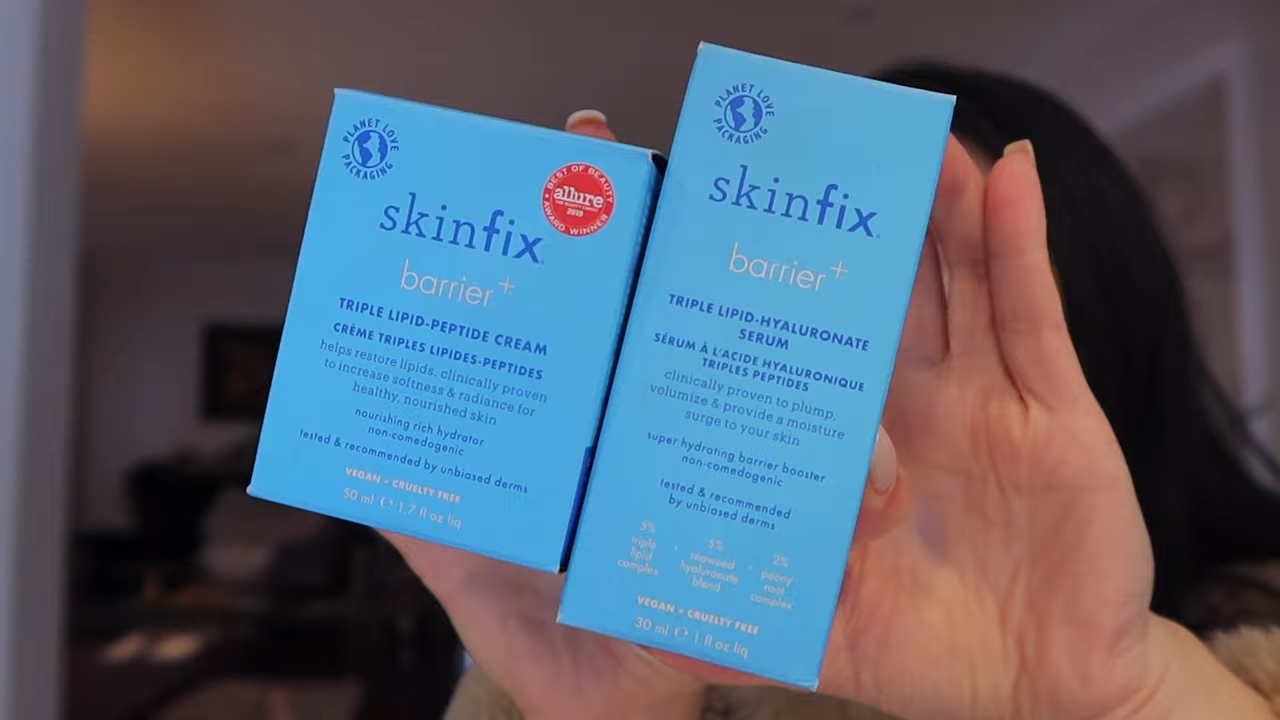 PLANET LOVE
PACKAGING
BEST OF BEAUTY
allure
2019
AWARD WINNER
skinfix
barrier+
TRIPLE LIPID-PEPTIDE CREAM
CRÈME TRIPLES LIPIDES-PEPTIDES
helps restore lipids. clinically proven
to increase softness & radiance for
healthy, nourished skin
nourishing rich hydrator
non-comedogenic
tested & recommended by unbiased derms
VEGAN • CRUELTY FREE
50 ml ℮ 1.7 fl oz liq
PLANET LOVE
PACKAGING
skinfix
barrier+
TRIPLE LIPID-HYALURONATE
SERUM
SÉRUM À L'ACIDE HYALURONIQUE
TRIPLES PEPTIDES
clinically proven to plump,
volumize & provide a moisture
surge to your skin
super hydrating barrier booster
non-comedogenic
tested & recommended
by unbiased derms
5%
triple
lipid
complex
5%
seaweed
hyaluronate
blend
2%
peony
root
complex
VEGAN • CRUELTY FREE
30 ml ℮ 1 fl oz liq